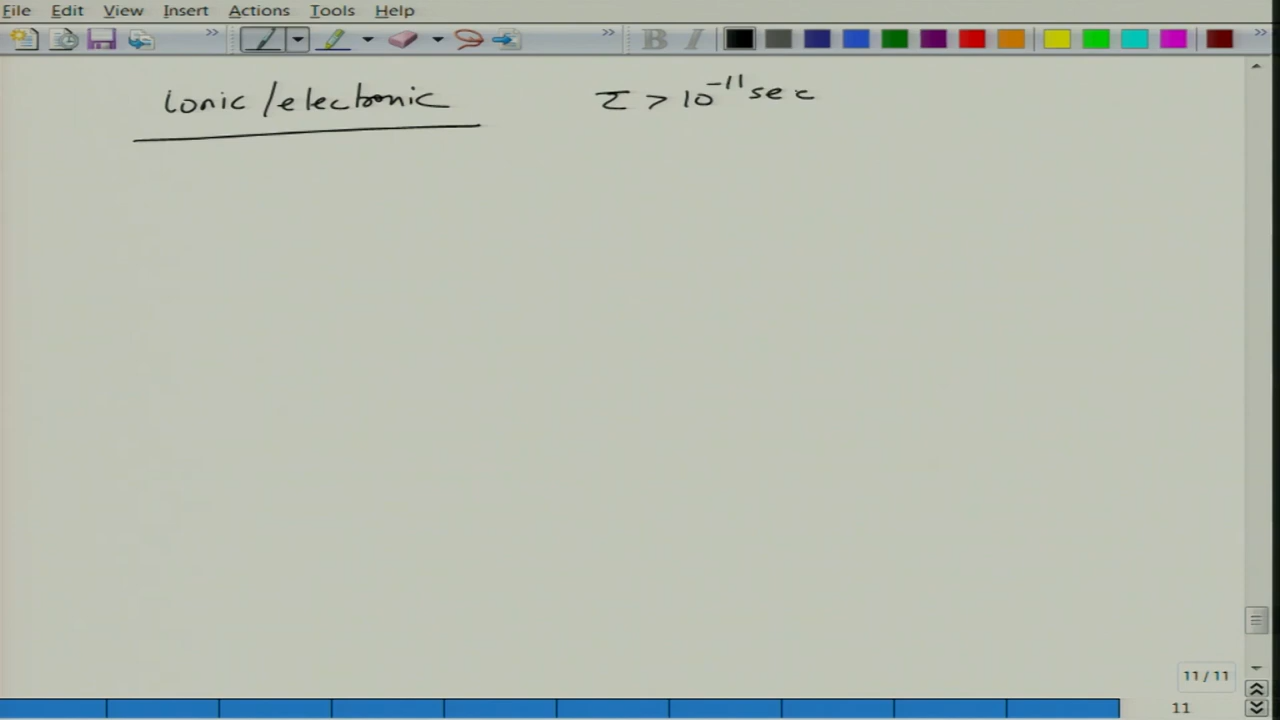 File Edit View Insert Actions Tools Help
B I
Ionic/electronic τ > 10⁻¹¹ sec
11 / 11
11